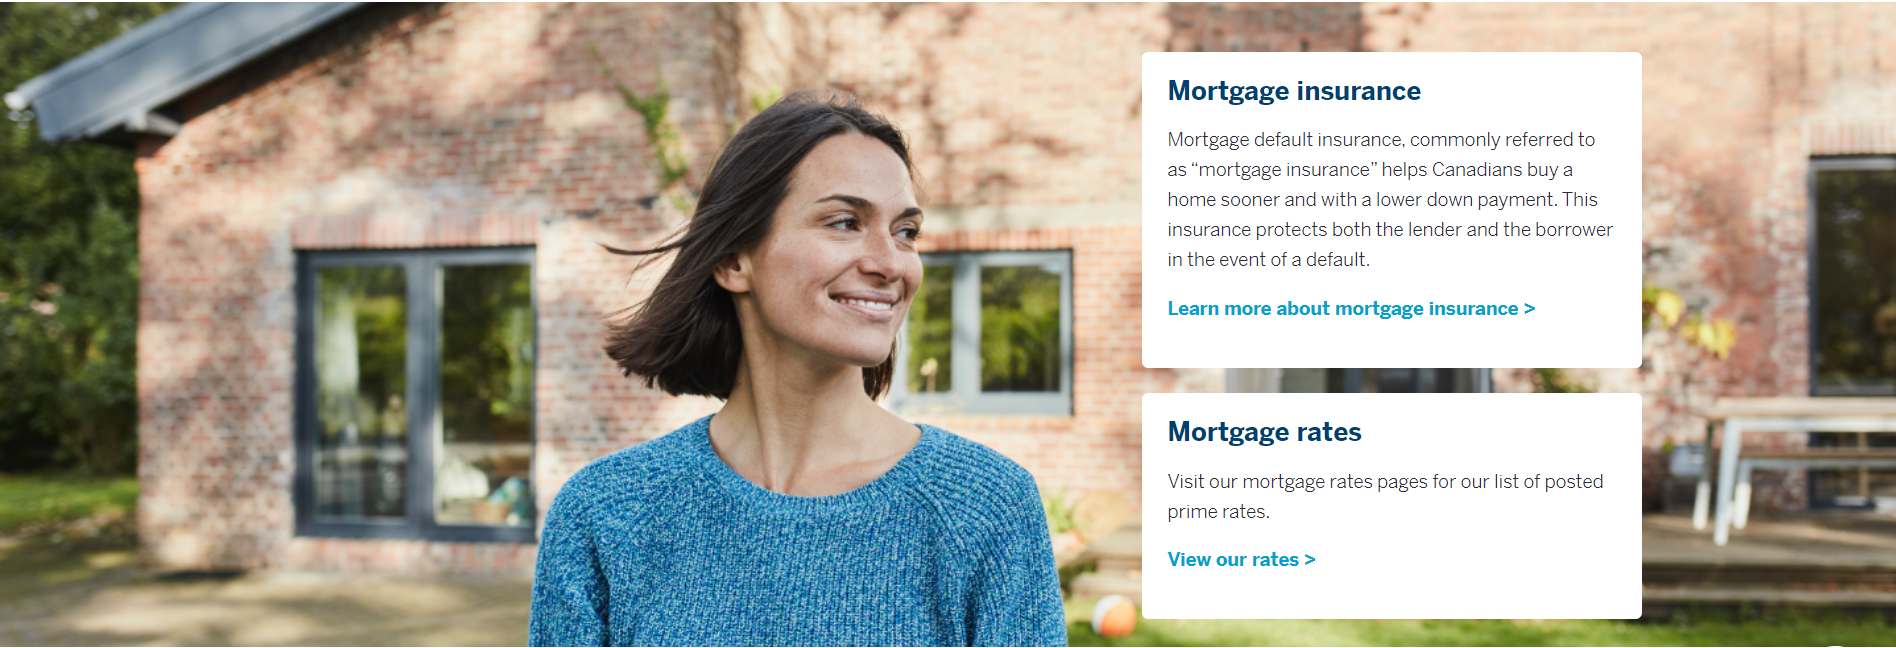 Mortgage insurance
Mortgage default insurance, commonly referred to
as “mortgage insurance” helps Canadians buy a
home sooner and with a lower down payment. This
insurance protects both the lender and the borrower
in the event of a default.
Learn more about mortgage insurance >
Mortgage rates
Visit our mortgage rates pages for our list of posted
prime rates.
View our rates >